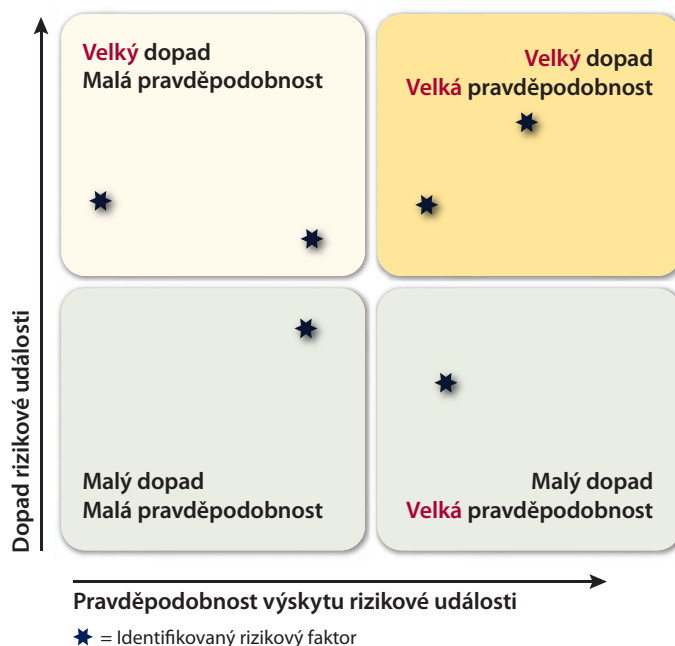 Velký dopad
Malá pravděpodobnost
Velký dopad
Velká pravděpodobnost
Malý dopad
Malá pravděpodobnost
Malý dopad
Velká pravděpodobnost
Dopad rizikové události
Pravděpodobnost výskytu rizikové události
= Identifikovaný rizikový faktor